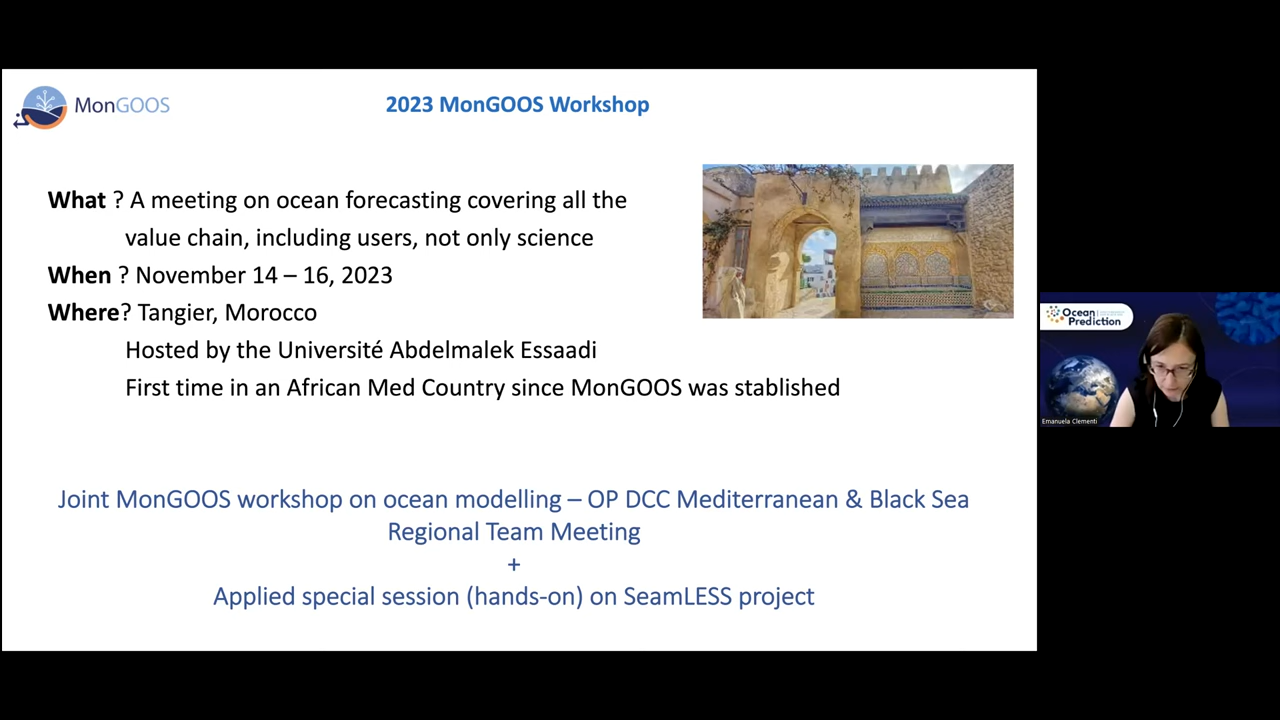 MonGOOS
2023 MonGOOS Workshop
What ? A meeting on ocean forecasting covering all the
value chain, including users, not only science
When ? November 14 – 16, 2023
Where? Tangier, Morocco
Hosted by the Université Abdelmalek Essaadi
First time in an African Med Country since MonGOOS was stablished
Joint MonGOOS workshop on ocean modelling – OP DCC Mediterranean & Black Sea
Regional Team Meeting
+
Applied special session (hands-on) on SeamLESS project
Ocean
Prediction
Emanuela Clementi